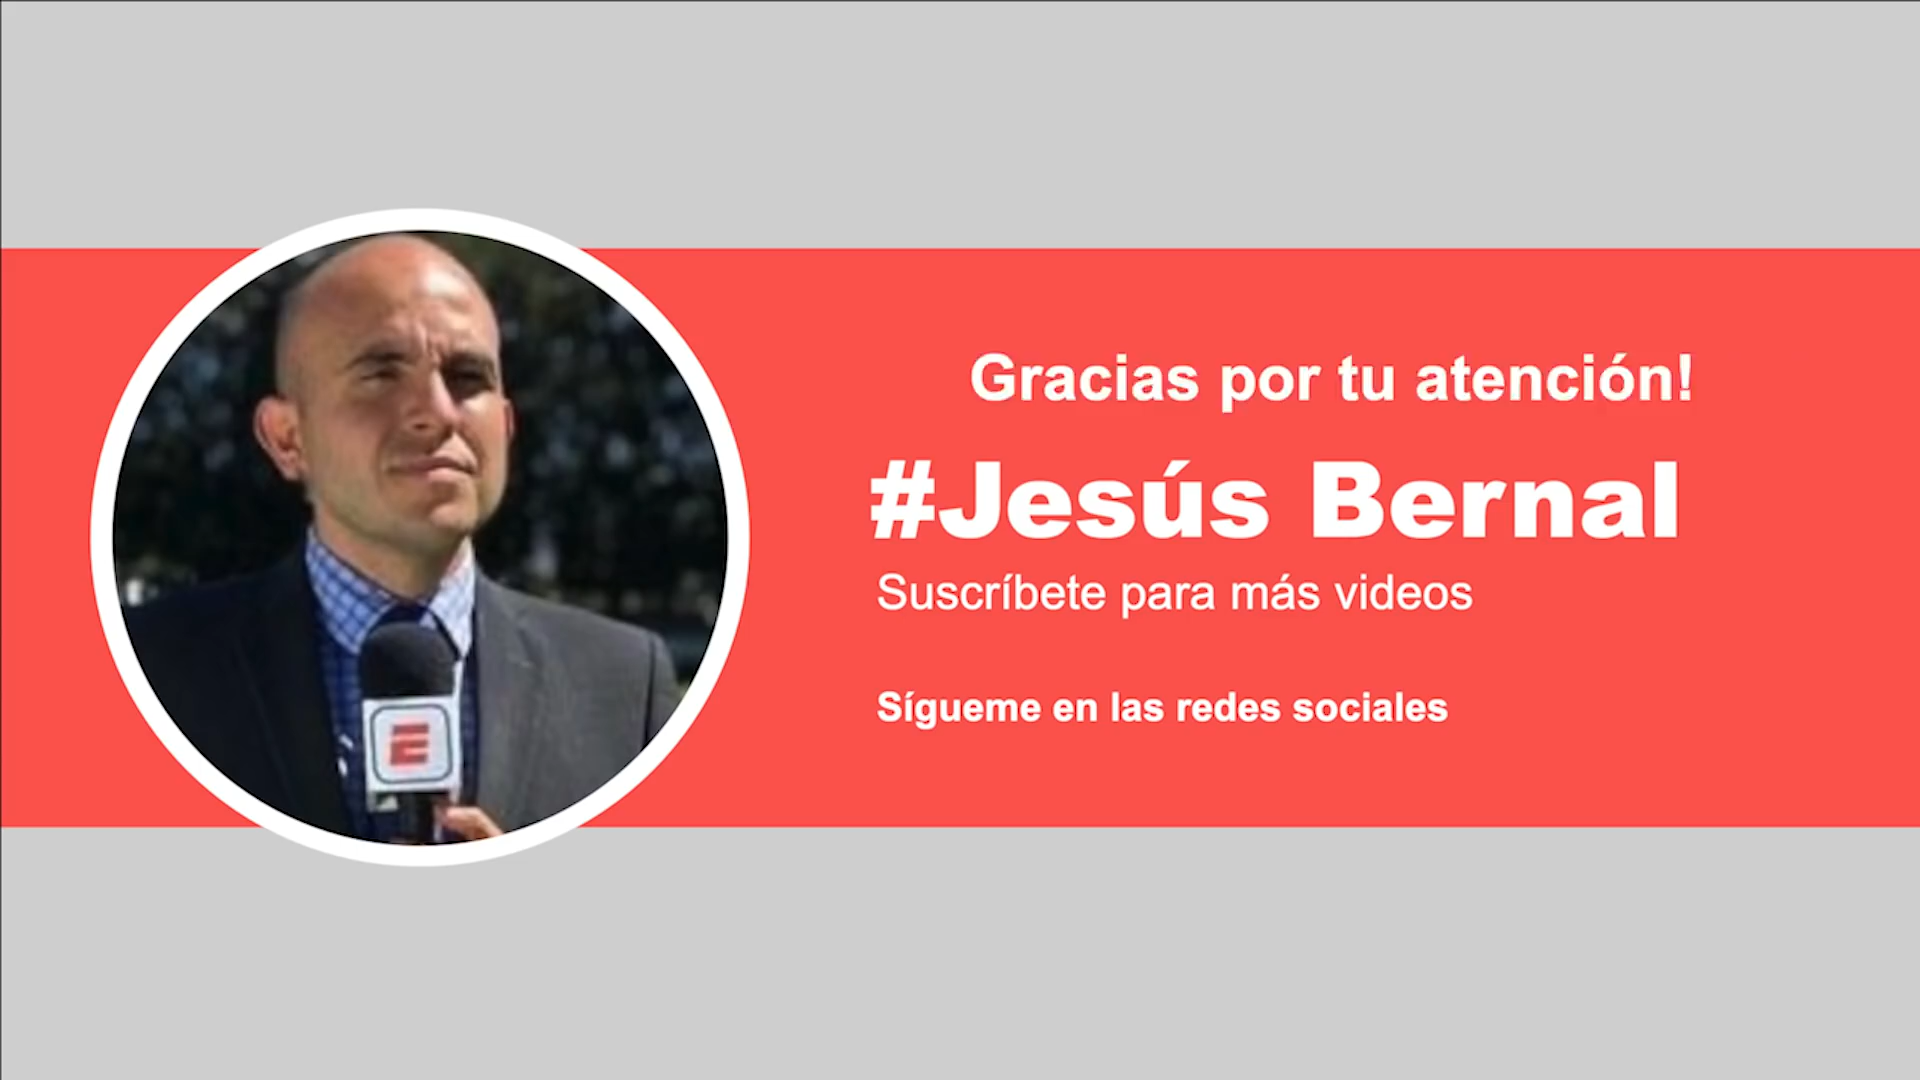 Gracias por tu atención!
#Jesús Bernal
Suscríbete para más videos
Sígueme en las redes sociales
E